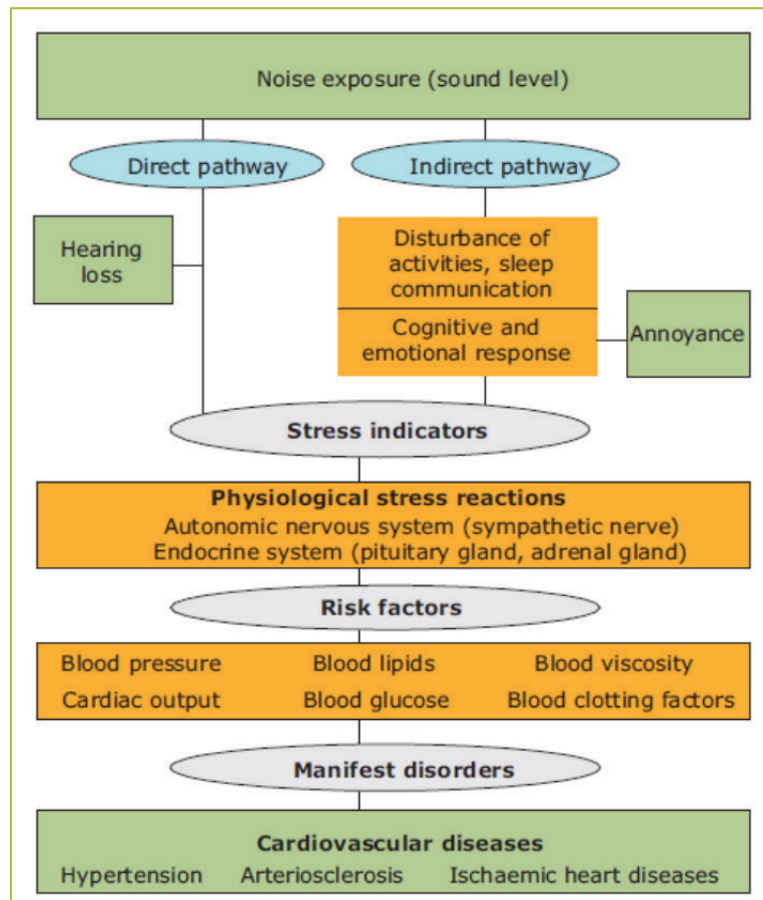 Noise exposure (sound level)
Direct pathway
Indirect pathway
Hearing
loss
Disturbance of
activities, sleep
communication
Cognitive and
emotional response
Annoyance
Stress indicators
Physiological stress reactions
Autonomic nervous system (sympathetic nerve)
Endocrine system (pituitary gland, adrenal gland)
Risk factors
Blood pressure Blood lipids Blood viscosity
Cardiac output Blood glucose Blood clotting factors
Manifest disorders
Cardiovascular diseases
Hypertension Arteriosclerosis Ischaemic heart diseases